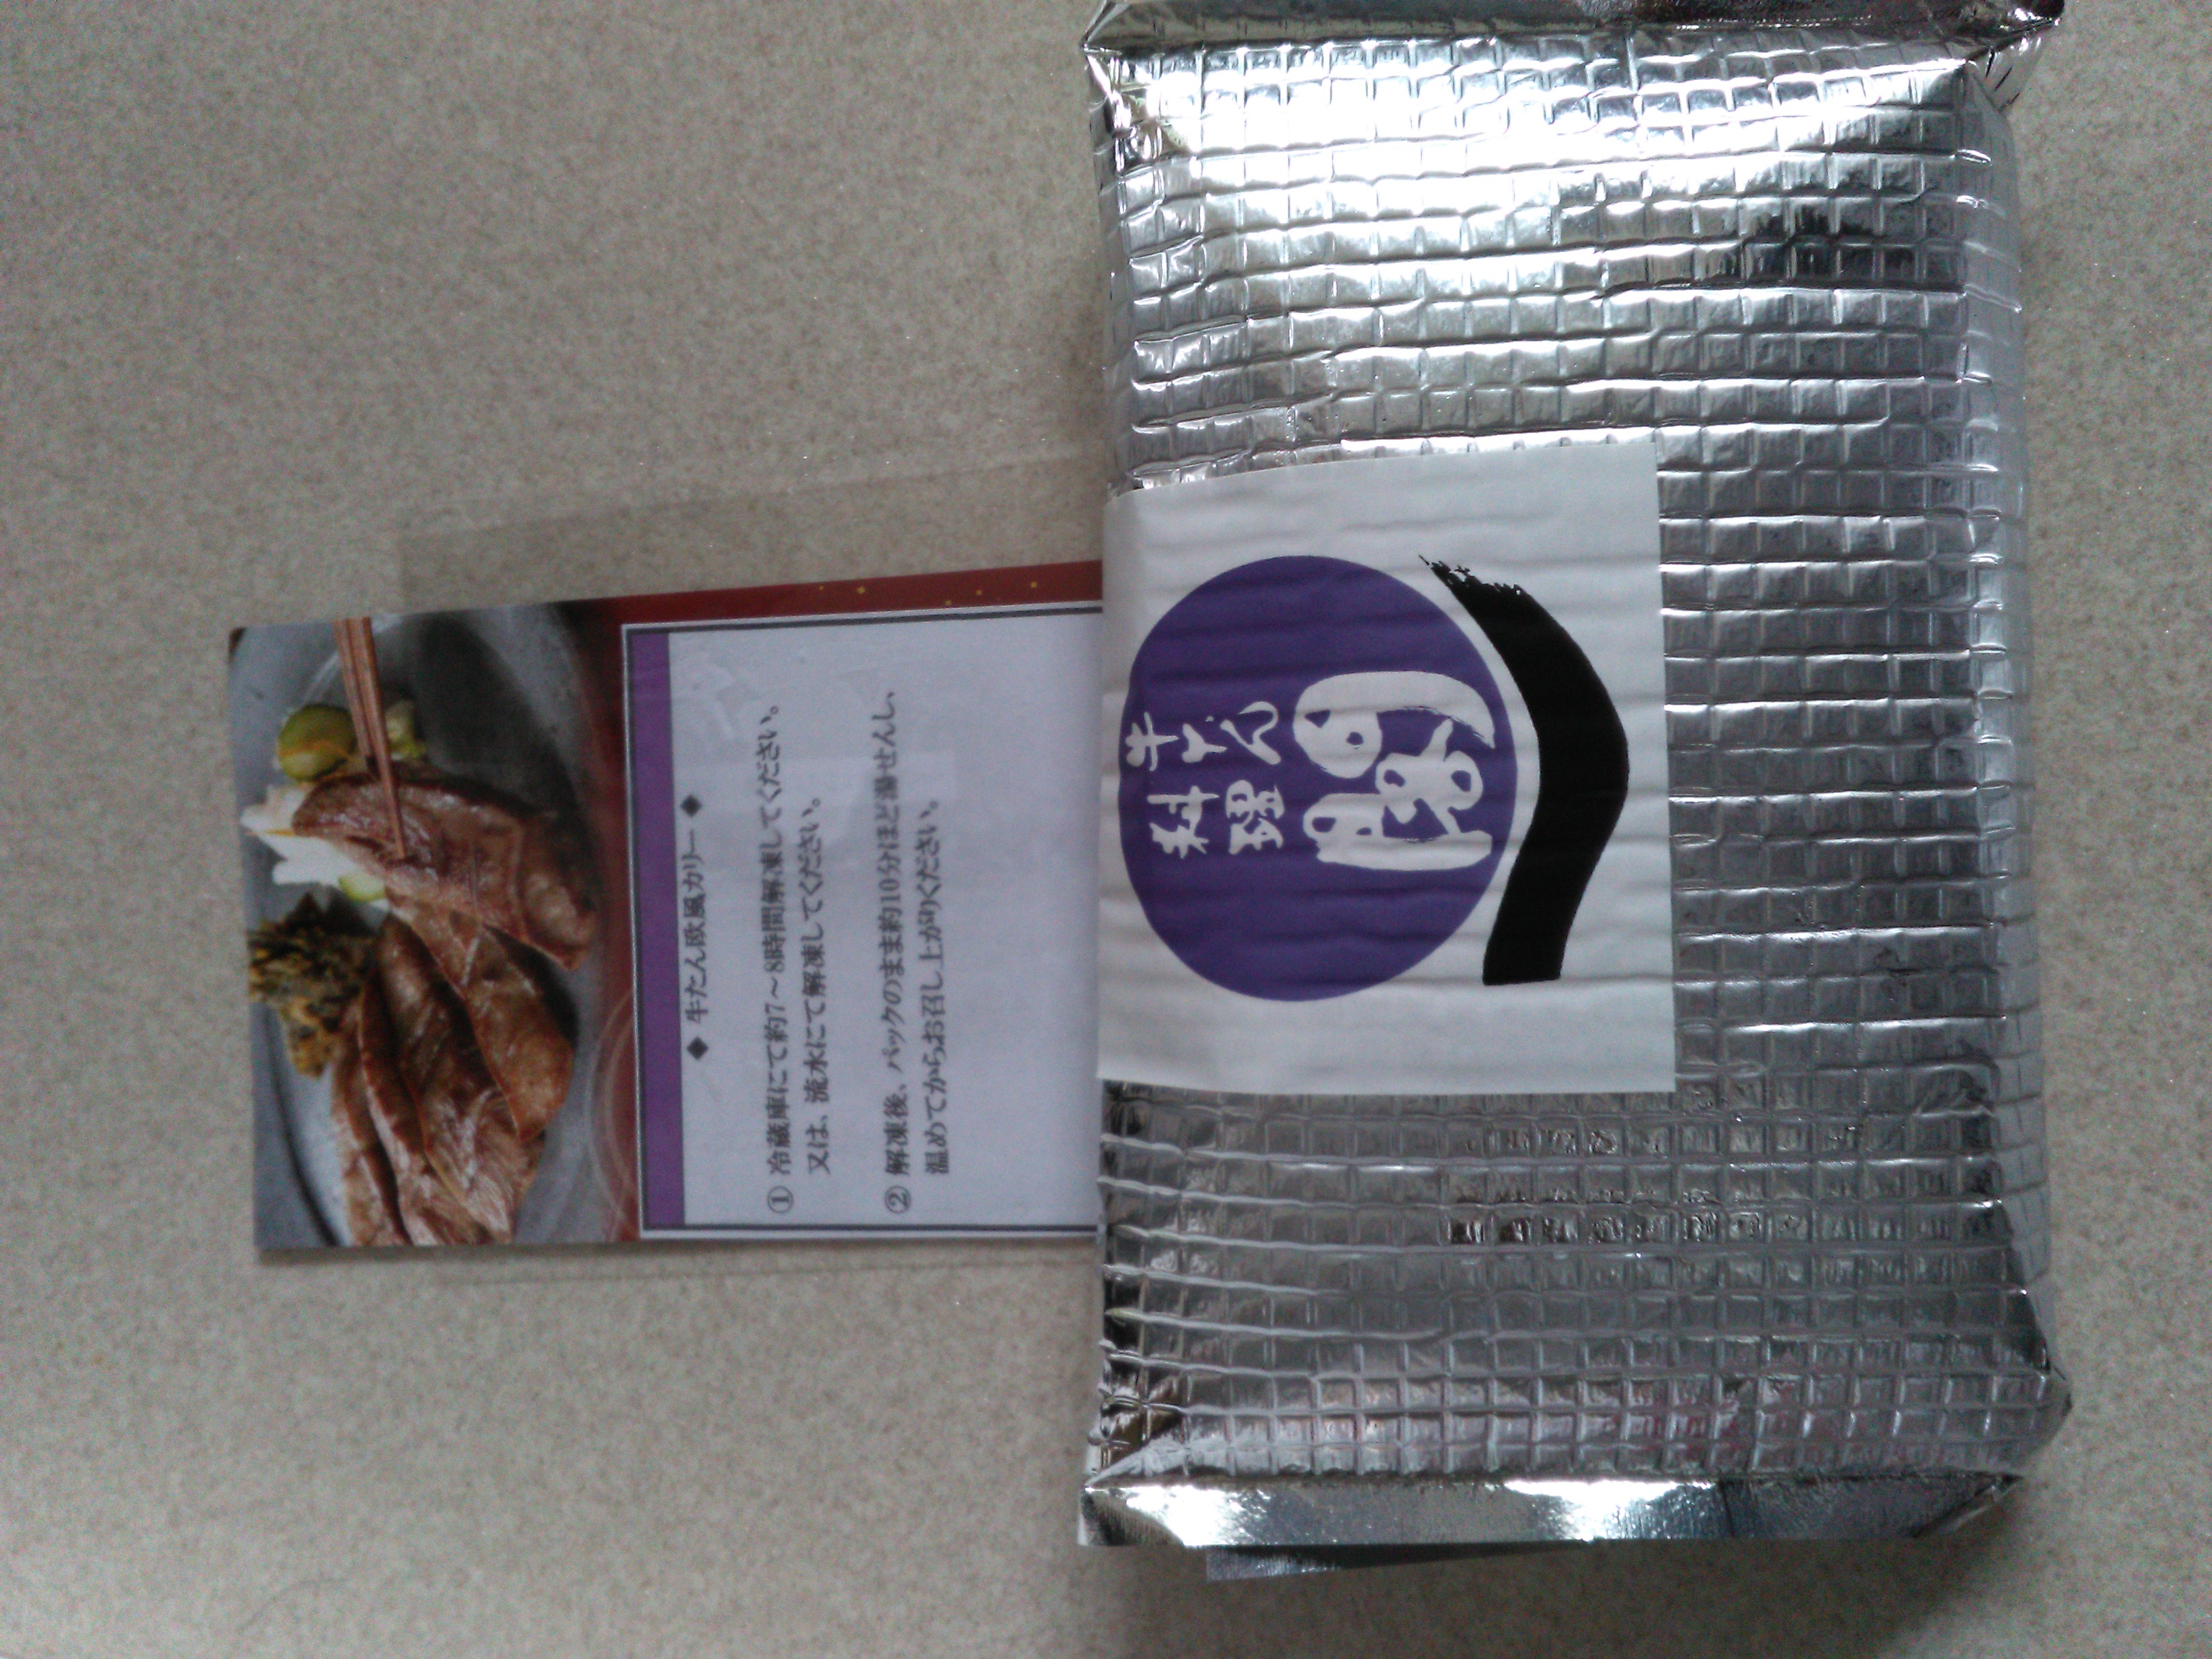 ◆ 牛たん欧風カリー ◆
① 冷蔵庫にて約7～8時間解凍してください。
又は、流水にて解凍してください。
② 解凍後、パックのまま約10分ほど湯せんし、
温めてからお召し上がりください。
牛たん
料理